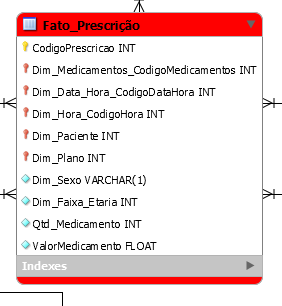 Fato_Prescrição
CodigoPrescricao INT
Dim_Medicamentos_CodigoMedicamentos INT
Dim_Data_Hora_CodigoDataHora INT
Dim_Hora_CodigoHora INT
Dim_Paciente INT
Dim_Plano INT
Dim_Sexo VARCHAR(1)
Dim_Faixa_Etaria INT
Qtd_Medicamento INT
ValorMedicamento FLOAT
Indexes